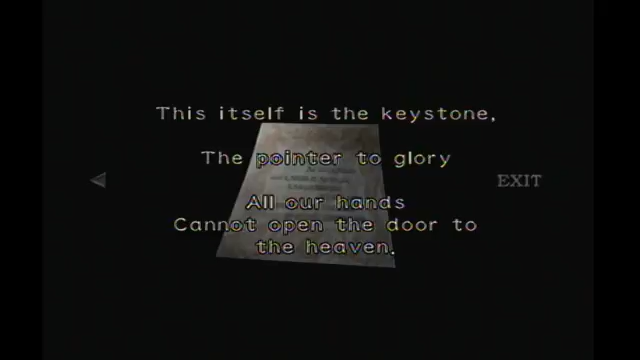 This itself is the keystone,
The pointer to glory
All our hands
Cannot open the door to
the heaven.
EXIT